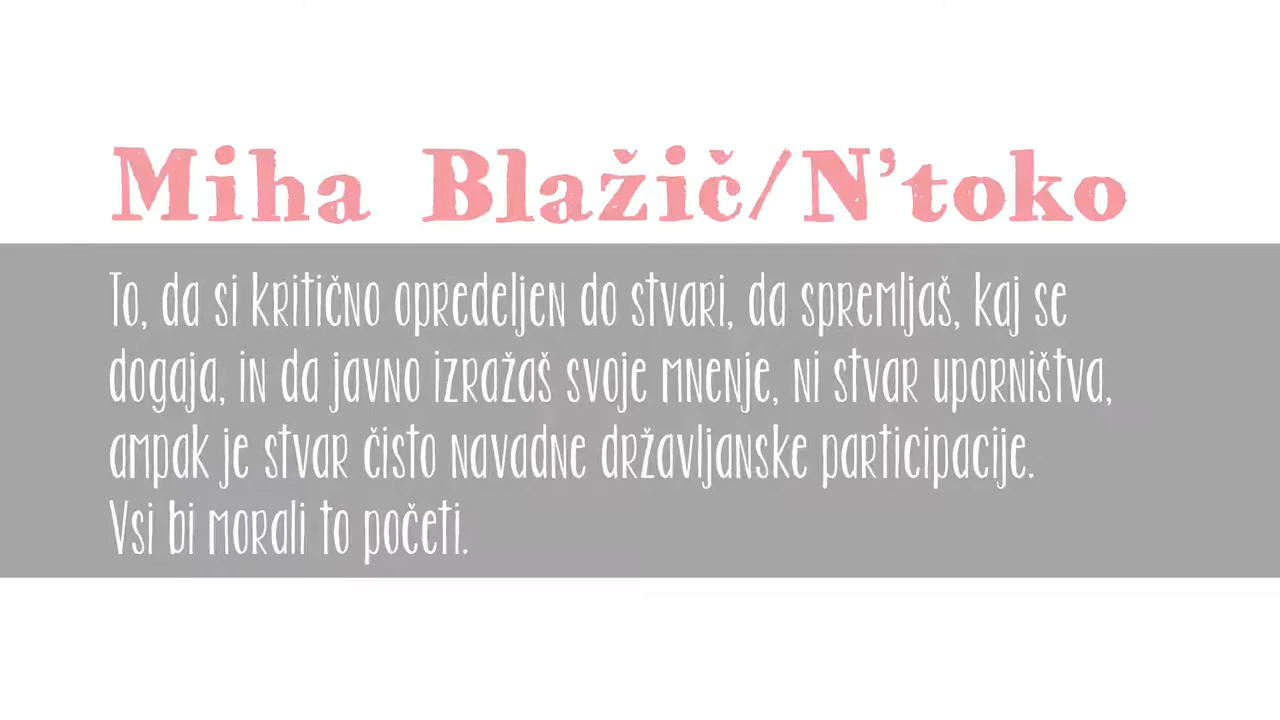 Miha Blažič/N'toko
To, da si kritično opredeljen do stvari, da spremljaš, kaj se
dogaja, in da javno izražaš svoje mnenje, ni stvar uporništva,
ampak je stvar čisto navadne državljanske participacije.
Vsi bi morali to početi.